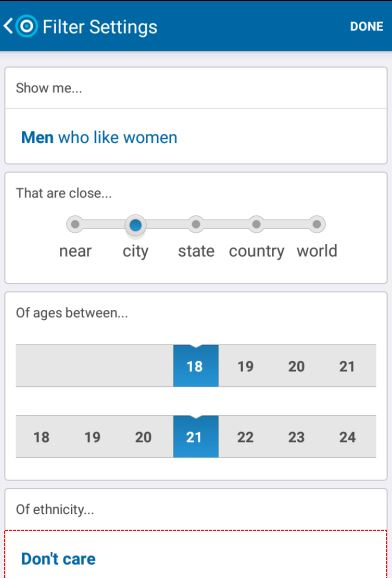 Filter Settings DONE
Show me...
Men who like women
That are close...
near city state country world
Of ages between...
18 19 20 21
18 19 20 21 22 23 24
Of ethnicity...
Don't care